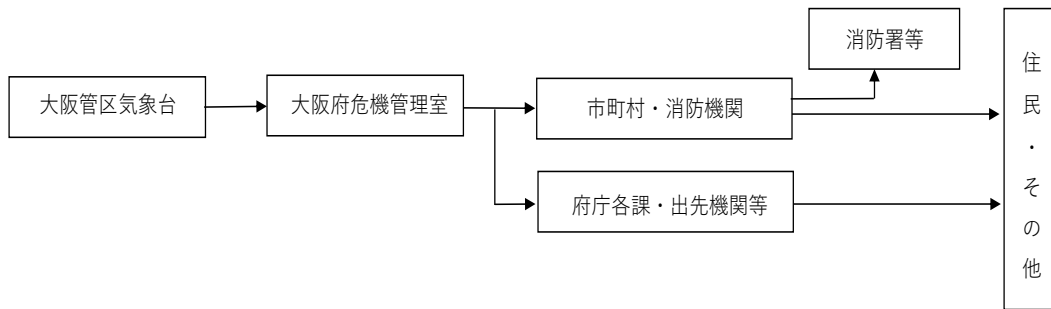 消防署等
大阪管区気象台
大阪府危機管理室
市町村・消防機関
府庁各課・出先機関等
住民・その他